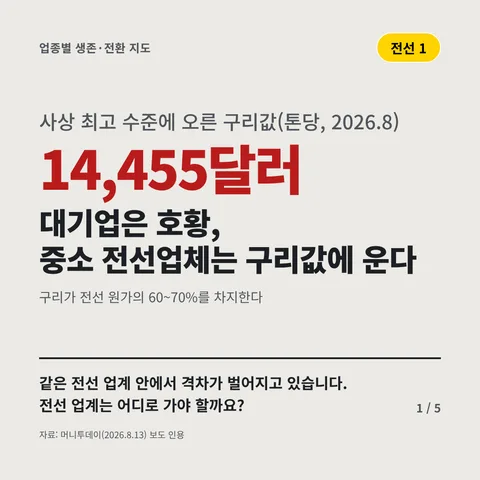 업종별 생존·전환 지도
전선 1
사상 최고 수준에 오른 구리값(톤당, 2026.8)
14,455달러
대기업은 호황,
중소 전선업체는 구리값에 운다
구리가 전선 원가의 60~70%를 차지한다
같은 전선 업계 안에서 격차가 벌어지고 있습니다.
전선 업계는 어디로 가야 할까요?
1 / 5
자료: 머니투데이(2026.8.13) 보도 인용